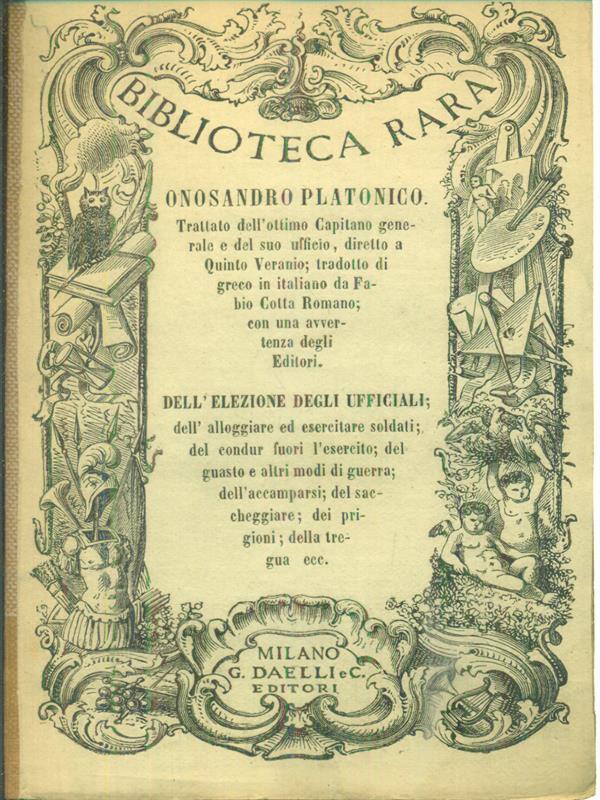 BIBLIOTECA RARA
ONOSANDRO PLATONICO.
Trattato dell'ottimo Capitano gene-
rale e del suo ufficio, diretto a
Quinto Veranio; tradotto di
greco in italiano da Fa-
bio Cotta Romano;
con una avver-
tenza degli
Editori.
DELL' ELEZIONE DEGLI UFFICIALI;
dell' alloggiare ed esercitare soldati;
del condur fuori l'esercito; del
guasto e altri modi di guerra;
dell'accamparsi; del sac-
cheggiare; dei pri-
gioni; della tre-
gua ecc.
MILANO
G. DAELLI e C.
EDITORI